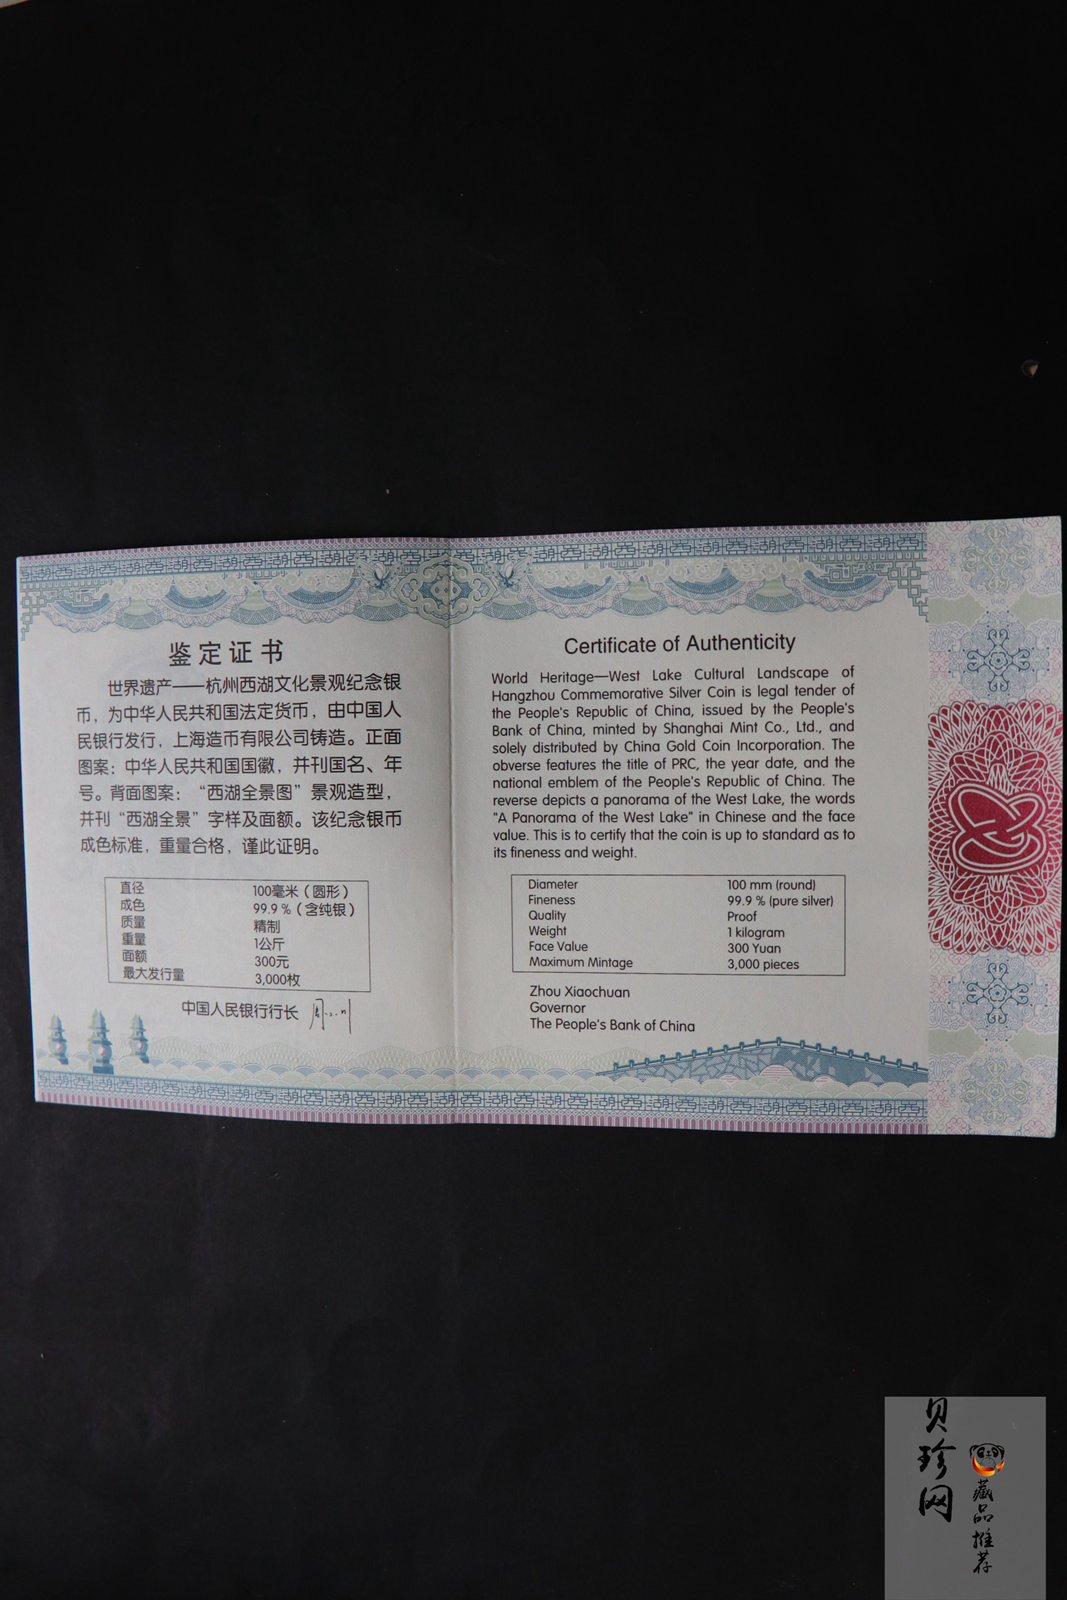 鉴定证书
世界遗产——杭州西湖文化景观纪念银
币，为中华人民共和国法定货币，由中国人
民银行发行，上海造币有限公司铸造。正面
图案：中华人民共和国国徽，并刊国名、年
号。背面图案：“西湖全景图”景观造型，
并刊“西湖全景”字样及面额。该纪念银币
成色标准，重量合格，谨此证明。
直径 100毫米（圆形）
成色 99.9 %（含纯银）
质量 精制
重量 1公斤
面额 300元
最大发行量 3,000枚
中国人民银行行长
Certificate of Authenticity
World Heritage—West Lake Cultural Landscape of
Hangzhou Commemorative Silver Coin is legal tender of
the People's Republic of China, issued by the People's
Bank of China, minted by Shanghai Mint Co., Ltd., and
solely distributed by China Gold Coin Incorporation. The
obverse features the title of PRC, the year date, and the
national emblem of the People's Republic of China. The
reverse depicts a panorama of the West Lake, the words
"A Panorama of the West Lake" in Chinese and the face
value. This is to certify that the coin is up to standard as to
its fineness and weight.
Diameter 100 mm (round)
Fineness 99.9 % (pure silver)
Quality Proof
Weight 1 kilogram
Face Value 300 Yuan
Maximum Mintage 3,000 pieces
Zhou Xiaochuan
Governor
The People's Bank of China
贝珍网
藏品推荐